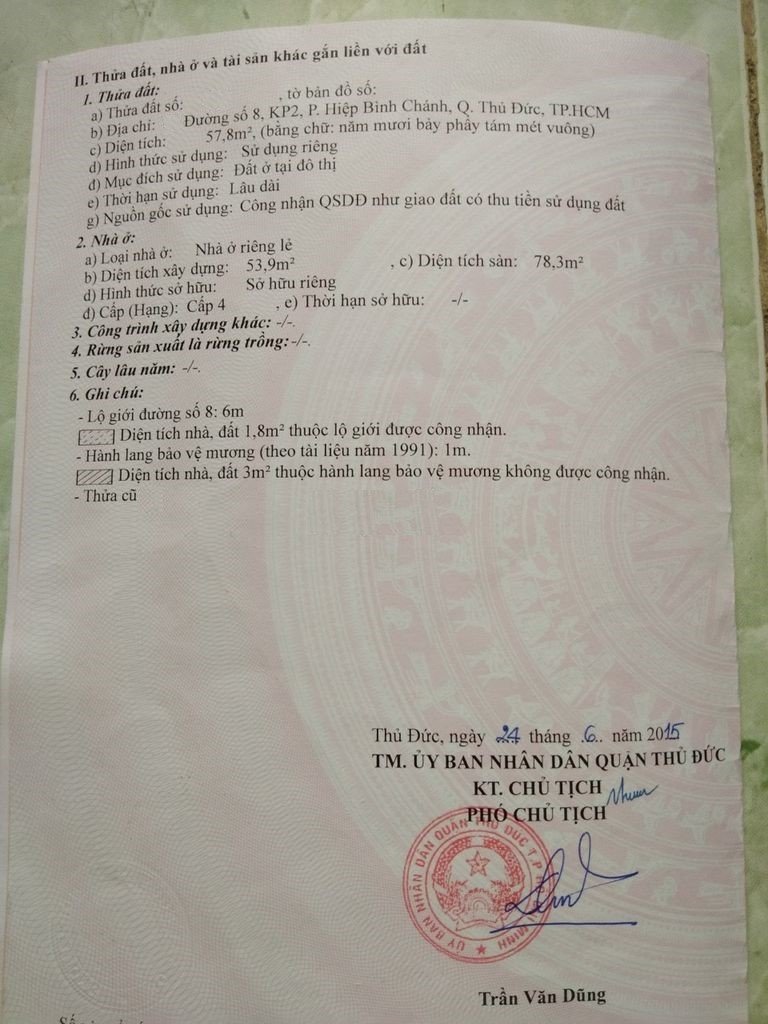 II. Thửa đất, nhà ở và tài sản khác gắn liền với đất
1. Thửa đất:
a) Thửa đất số: , tờ bản đồ số:
b) Địa chỉ: Đường số 8, KP2, P. Hiệp Bình Chánh, Q. Thủ Đức, TP.HCM
c) Diện tích: 57,8m², (bằng chữ: năm mươi bảy phẩy tám mét vuông)
d) Hình thức sử dụng: Sử dụng riêng
đ) Mục đích sử dụng: Đất ở tại đô thị
e) Thời hạn sử dụng: Lâu dài
g) Nguồn gốc sử dụng: Công nhận QSDĐ như giao đất có thu tiền sử dụng đất
2. Nhà ở:
a) Loại nhà ở: Nhà ở riêng lẻ
b) Diện tích xây dựng: 53,9m² , c) Diện tích sàn: 78,3m²
d) Hình thức sở hữu: Sở hữu riêng
đ) Cấp (Hạng): Cấp 4 , e) Thời hạn sở hữu: -/-
3. Công trình xây dựng khác: -/-.
4. Rừng sản xuất là rừng trồng: -/-.
5. Cây lâu năm: -/-.
6. Ghi chú:
- Lộ giới đường số 8: 6m
Diện tích nhà, đất 1,8m² thuộc lộ giới được công nhận.
- Hành lang bảo vệ mương (theo tài liệu năm 1991): 1m.
Diện tích nhà, đất 3m² thuộc hành lang bảo vệ mương không được công nhận.
- Thửa cũ
Thủ Đức, ngày 24 tháng .6.. năm 2015
TM. ỦY BAN NHÂN DÂN QUẬN THỦ ĐỨC
KT. CHỦ TỊCH
PHÓ CHỦ TỊCH
ỦY BAN NHÂN DÂN QUẬN THỦ ĐỨC T.P HỒ CHÍ MINH
Trần Văn Dũng